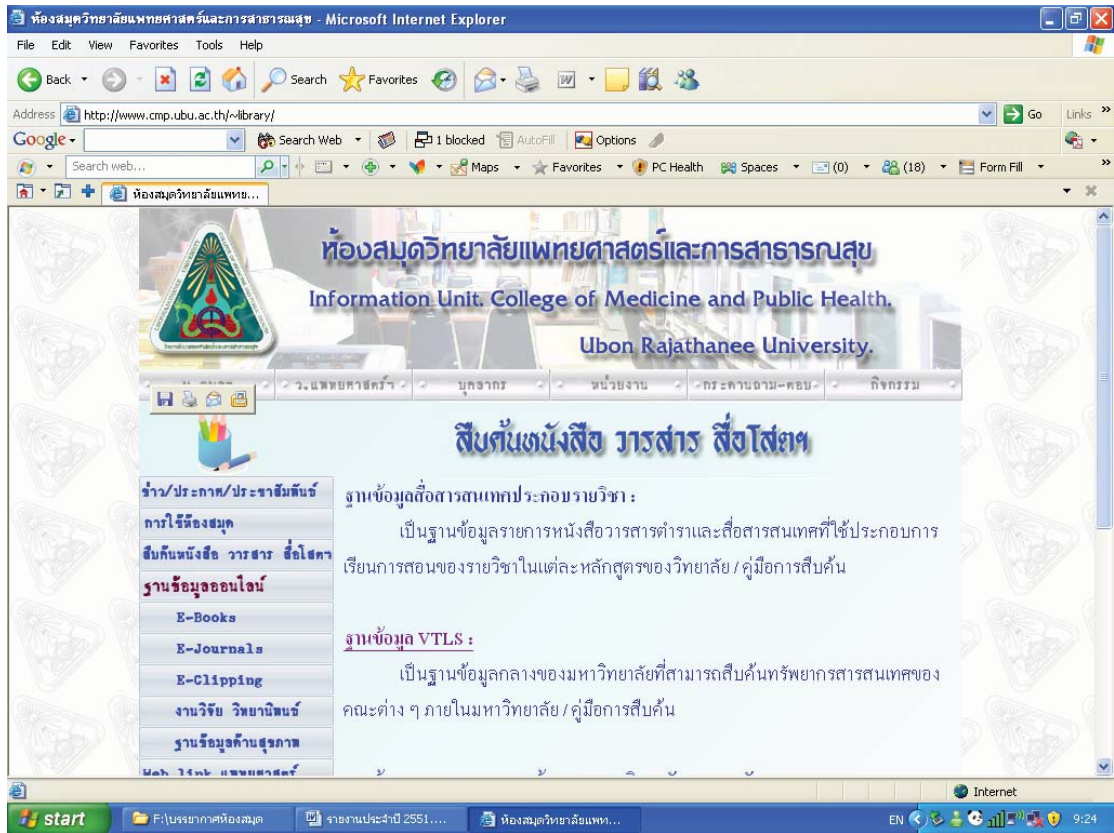 ห้องสมุดวิทยาลัยแพทยศาสตร์และการสาธารณสุข - Microsoft Internet Explorer
File Edit View Favorites Tools Help
Back Search Favorites
Address http://www.cmp.ubu.ac.th/~library/ Go Links »
Google Search Web 1 blocked AutoFill Options
Search web... Maps Favorites PC Health Spaces (0) (18) Form Fill »
ห้องสมุดวิทยาลัยแพทย...
ห้องสมุดวิทยาลัยแพทยศาสตร์และการสาธารณสุข
Information Unit. College of Medicine and Public Health.
Ubon Rajathanee University.
ว.แพทยศาสตร์ฯ บุคลากร หน่วยงาน กระดานถาม-ตอบ กิจกรรม
สืบค้นหนังสือ วารสาร สื่อโสตฯ
ข่าว/ประกาศ/ประชาสัมพันธ์
การใช้ห้องสมุด
สืบค้นหนังสือ วารสาร สื่อโสตฯ
ฐานข้อมูลออนไลน์
E-Books
E-Journals
E-Clipping
งานวิจัย วิทยานิพนธ์
ฐานข้อมูลด้านสุขภาพ
Web link แพทยศาสตร์
ฐานข้อมูลสื่อสารสนเทศประกอบรายวิชา :
เป็นฐานข้อมูลรายการหนังสือวารสารตำราและสื่อสารสนเทศที่ใช้ประกอบการ
เรียนการสอนของรายวิชาในแต่ละหลักสูตรของวิทยาลัย / คู่มือการสืบค้น
ฐานข้อมูล VTLS :
เป็นฐานข้อมูลกลางของมหาวิทยาลัยที่สามารถสืบค้นทรัพยากรสารสนเทศของ
คณะต่าง ๆ ภายในมหาวิทยาลัย / คู่มือการสืบค้น
Internet
start F:\บรรยากาศห้องสมุด รายงานประจำปี 2551.... ห้องสมุดวิทยาลัยแพท... EN 9:24